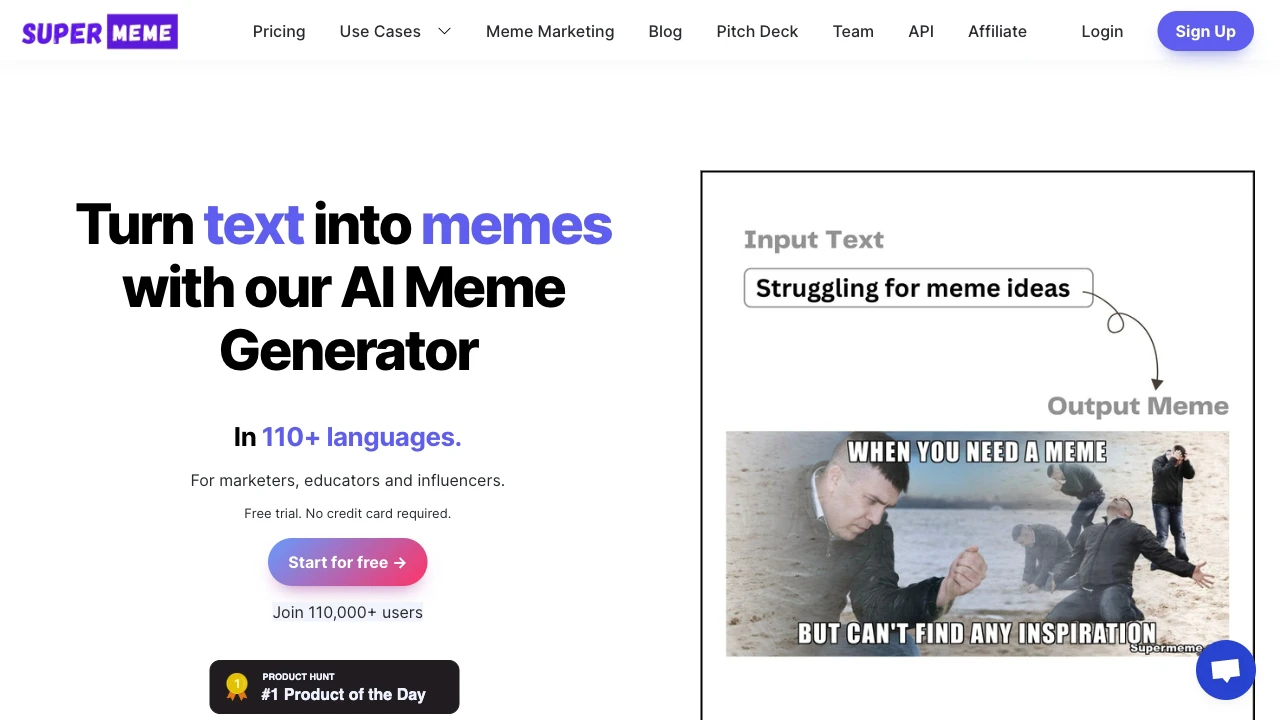 SUPER MEME
Pricing
Use Cases
Meme Marketing
Blog
Pitch Deck
Team
API
Affiliate
Login
Sign Up
Turn text into memes
with our AI Meme
Generator
In 110+ languages.
For marketers, educators and influencers.
Free trial. No credit card required.
Start for free →
Join 110,000+ users
1
PRODUCT HUNT
#1 Product of the Day
Input Text
Struggling for meme ideas
Output Meme
WHEN YOU NEED A MEME
BUT CAN'T FIND ANY INSPIRATION